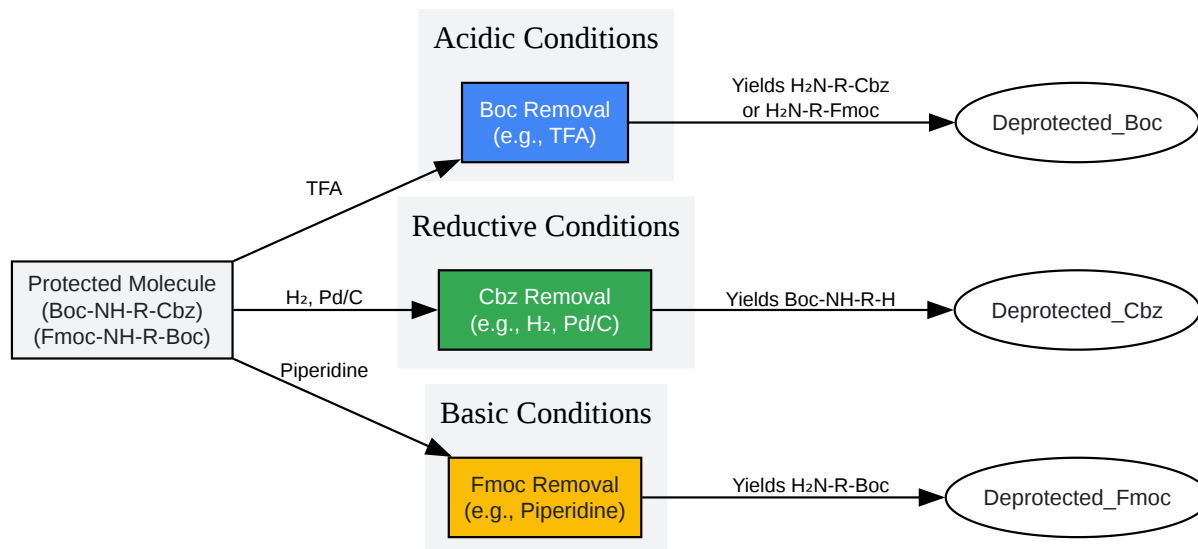 Acidic Conditions
Boc Removal
(e.g., TFA)
Yields H₂N-R-Cbz
or H₂N-R-Fmoc
Deprotected_Boc
TFA
Reductive Conditions
Protected Molecule
(Boc-NH-R-Cbz)
(Fmoc-NH-R-Boc)
H₂, Pd/C
Cbz Removal
(e.g., H₂, Pd/C)
Yields Boc-NH-R-H
Deprotected_Cbz
Piperidine
Basic Conditions
Fmoc Removal
(e.g., Piperidine)
Yields H₂N-R-Boc
Deprotected_Fmoc